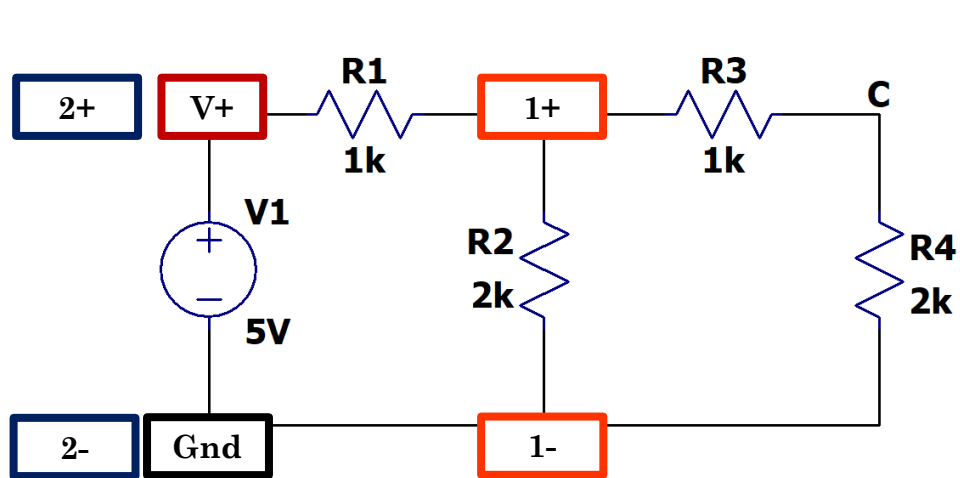 R1
R3
C
2+
V+
1+
1k
1k
V1
R2
R4
2k
2k
5V
2-
Gnd
1-